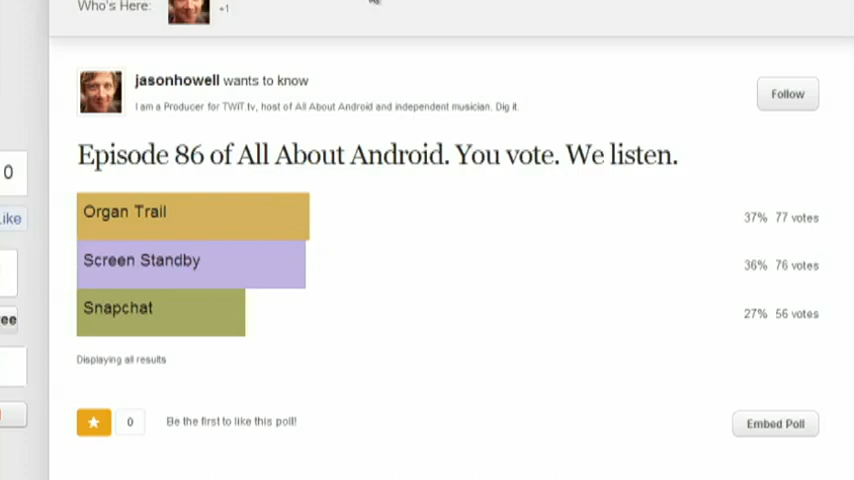 Who's Here:
+1
jasonhowell wants to know
I am a Producer for TWiT.tv, host of All About Android and independent musician. Dig it.
Follow
Episode 86 of All About Android. You vote. We listen.
0
Like
Organ Trail
37% 77 votes
Screen Standby
36% 76 votes
Snapchat
27% 56 votes
ee
Displaying all results
0
Be the first to like this poll!
Embed Poll